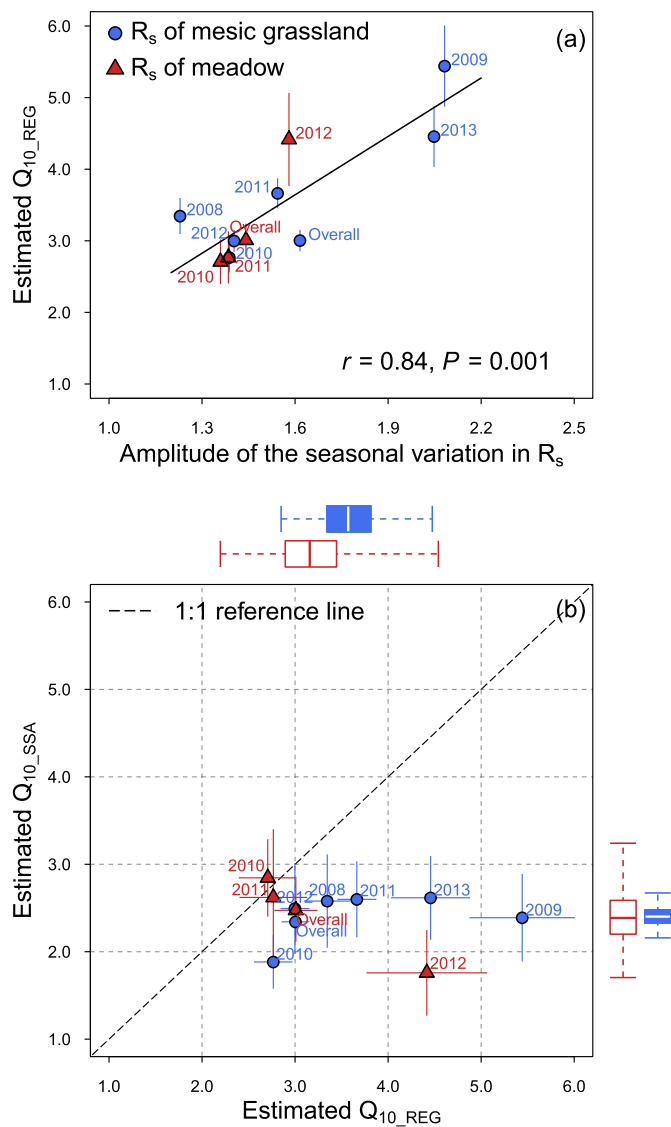 6.0
5.0
4.0
3.0
2.0
1.0
Estimated Q10_REG
Rs of mesic grassland
Rs of meadow
(a)
2009
2013
2012
2011
2008
Overall
2012
Overall
2010
2010
2011
r = 0.84, P = 0.001
1.0 1.3 1.6 1.9 2.2 2.5
Amplitude of the seasonal variation in Rs
6.0
5.0
4.0
3.0
2.0
1.0
Estimated Q10_SSA
1:1 reference line
(b)
2010
2011
2012
2008
2011
2013
2009
Overall
Overall
2010
2012
1.0 2.0 3.0 4.0 5.0 6.0
Estimated Q10_REG